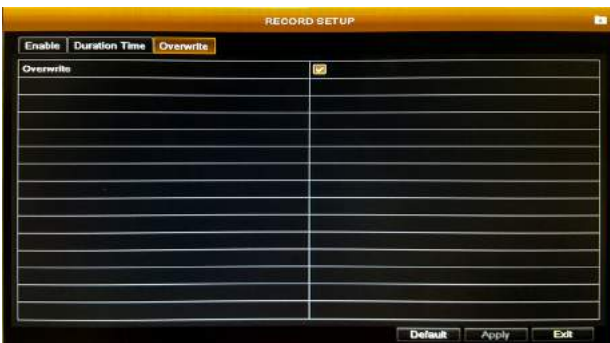 RECORD SETUP
Enable Duration Time Overwrite
Overwrite
Default Apply Exit